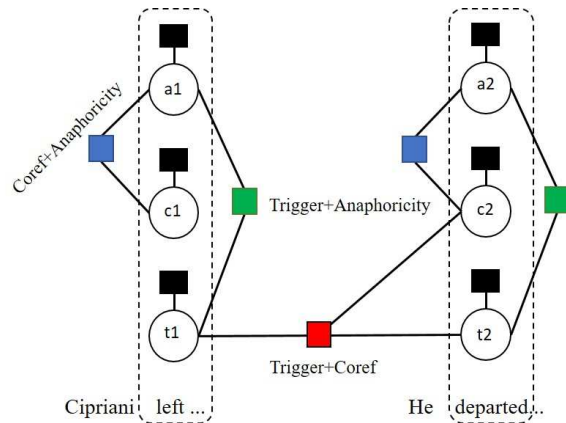 a1
a2
Coref+Anaphoricity
c1
Trigger+Anaphoricity
c2
t1
t2
Trigger+Coref
Cipriani left ...
He departed...